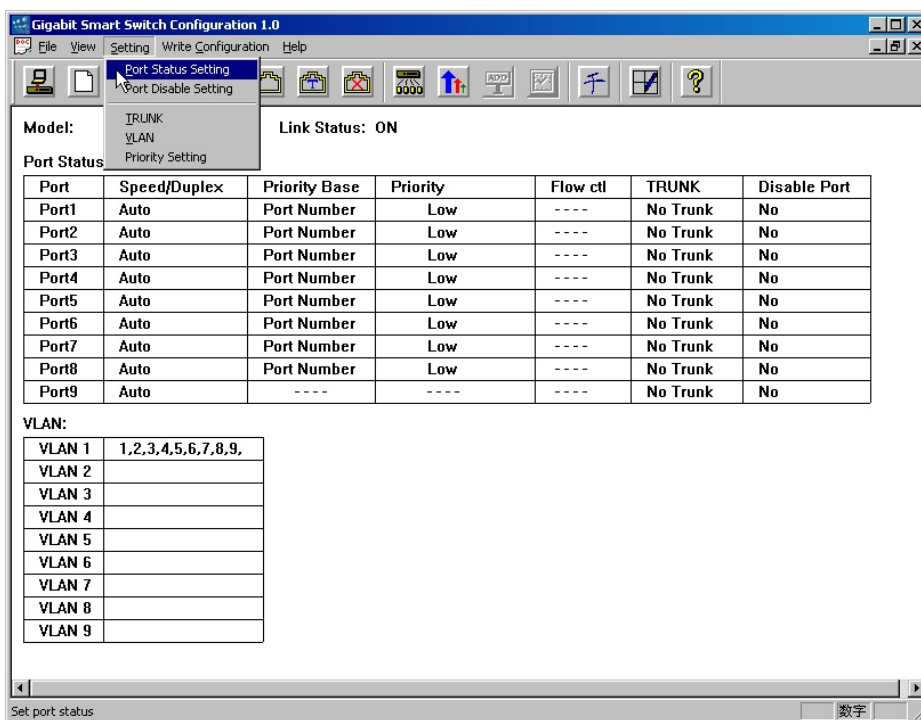 Gigabit Smart Switch Configuration 1.0
File View Setting Write Configuration Help
Port Status Setting
Port Disable Setting
TRUNK
VLAN
Priority Setting
ADD
千
Model: Link Status: ON
Port Status
Port Speed/Duplex Priority Base Priority Flow ctl TRUNK Disable Port
Port1 Auto Port Number Low ---- No Trunk No
Port2 Auto Port Number Low ---- No Trunk No
Port3 Auto Port Number Low ---- No Trunk No
Port4 Auto Port Number Low ---- No Trunk No
Port5 Auto Port Number Low ---- No Trunk No
Port6 Auto Port Number Low ---- No Trunk No
Port7 Auto Port Number Low ---- No Trunk No
Port8 Auto Port Number Low ---- No Trunk No
Port9 Auto ---- ---- ---- No Trunk No
VLAN:
VLAN 1 1,2,3,4,5,6,7,8,9,
VLAN 2
VLAN 3
VLAN 4
VLAN 5
VLAN 6
VLAN 7
VLAN 8
VLAN 9
Set port status 数字